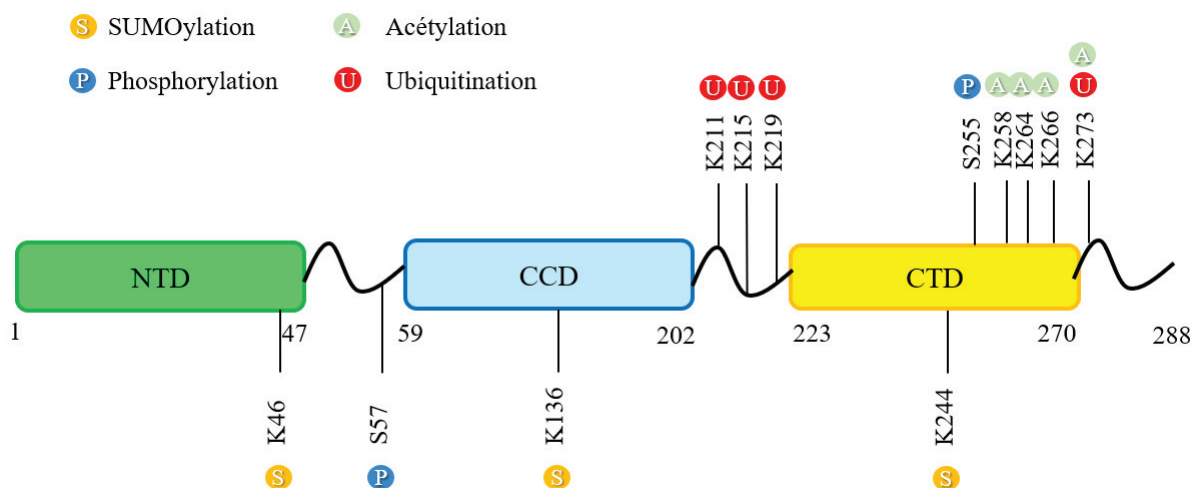 S SUMOylation
A Acétylation
P Phosphorylation
U Ubiquitination
A
U U U P A A A U
K211 K215 K219 S255 K258 K264 K266 K273
NTD CCD CTD
1 47 59 202 223 270 288
K46 S57 K136 K244
S P S S